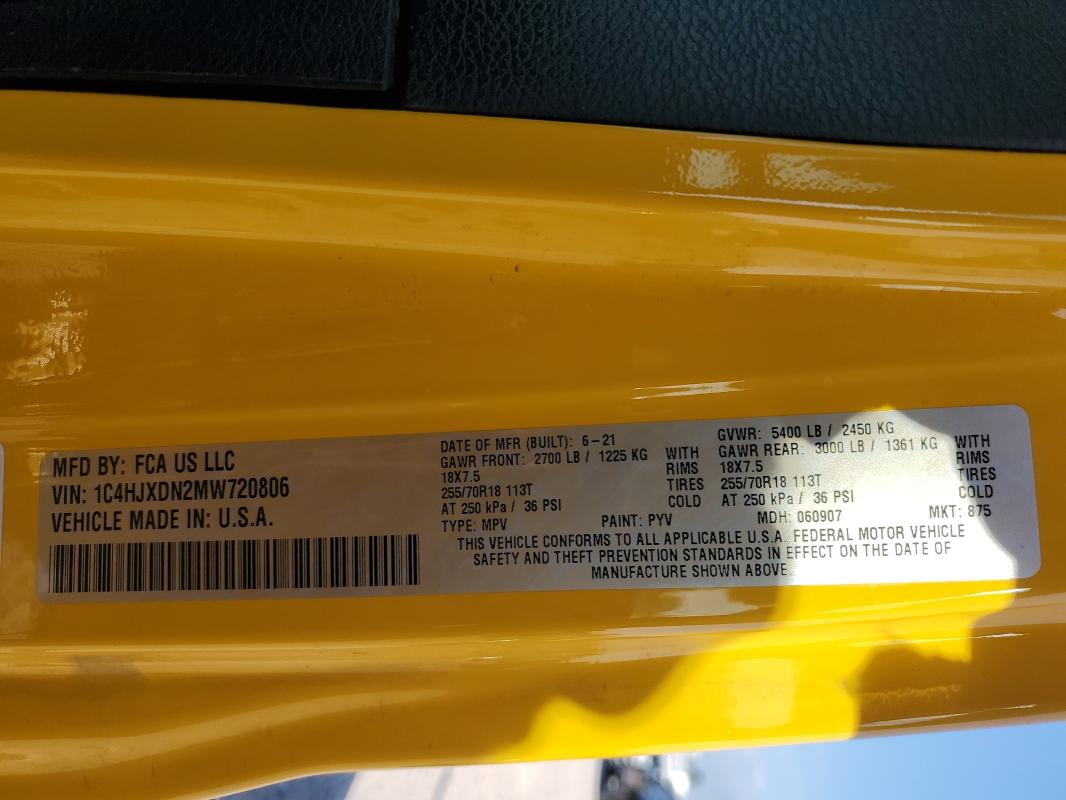 MFD BY: FCA US LLC
VIN: 1C4HJXDN2MW720806
VEHICLE MADE IN: U.S.A.
DATE OF MFR (BUILT): 6-21
GAWR FRONT: 2700 LB / 1225 KG WITH
18X7.5 RIMS
255/70R18 113T TIRES
AT 250 kPa / 36 PSI COLD
GVWR: 5400 LB / 2450 KG
GAWR REAR: 3000 LB / 1361 KG WITH
18X7.5 RIMS
255/70R18 113T TIRES
AT 250 kPa / 36 PSI COLD
TYPE: MPV PAINT: PYV MDH: 060907 MKT: 875
THIS VEHICLE CONFORMS TO ALL APPLICABLE U.S.A. FEDERAL MOTOR VEHICLE
SAFETY AND THEFT PREVENTION STANDARDS IN EFFECT ON THE DATE OF
MANUFACTURE SHOWN ABOVE.